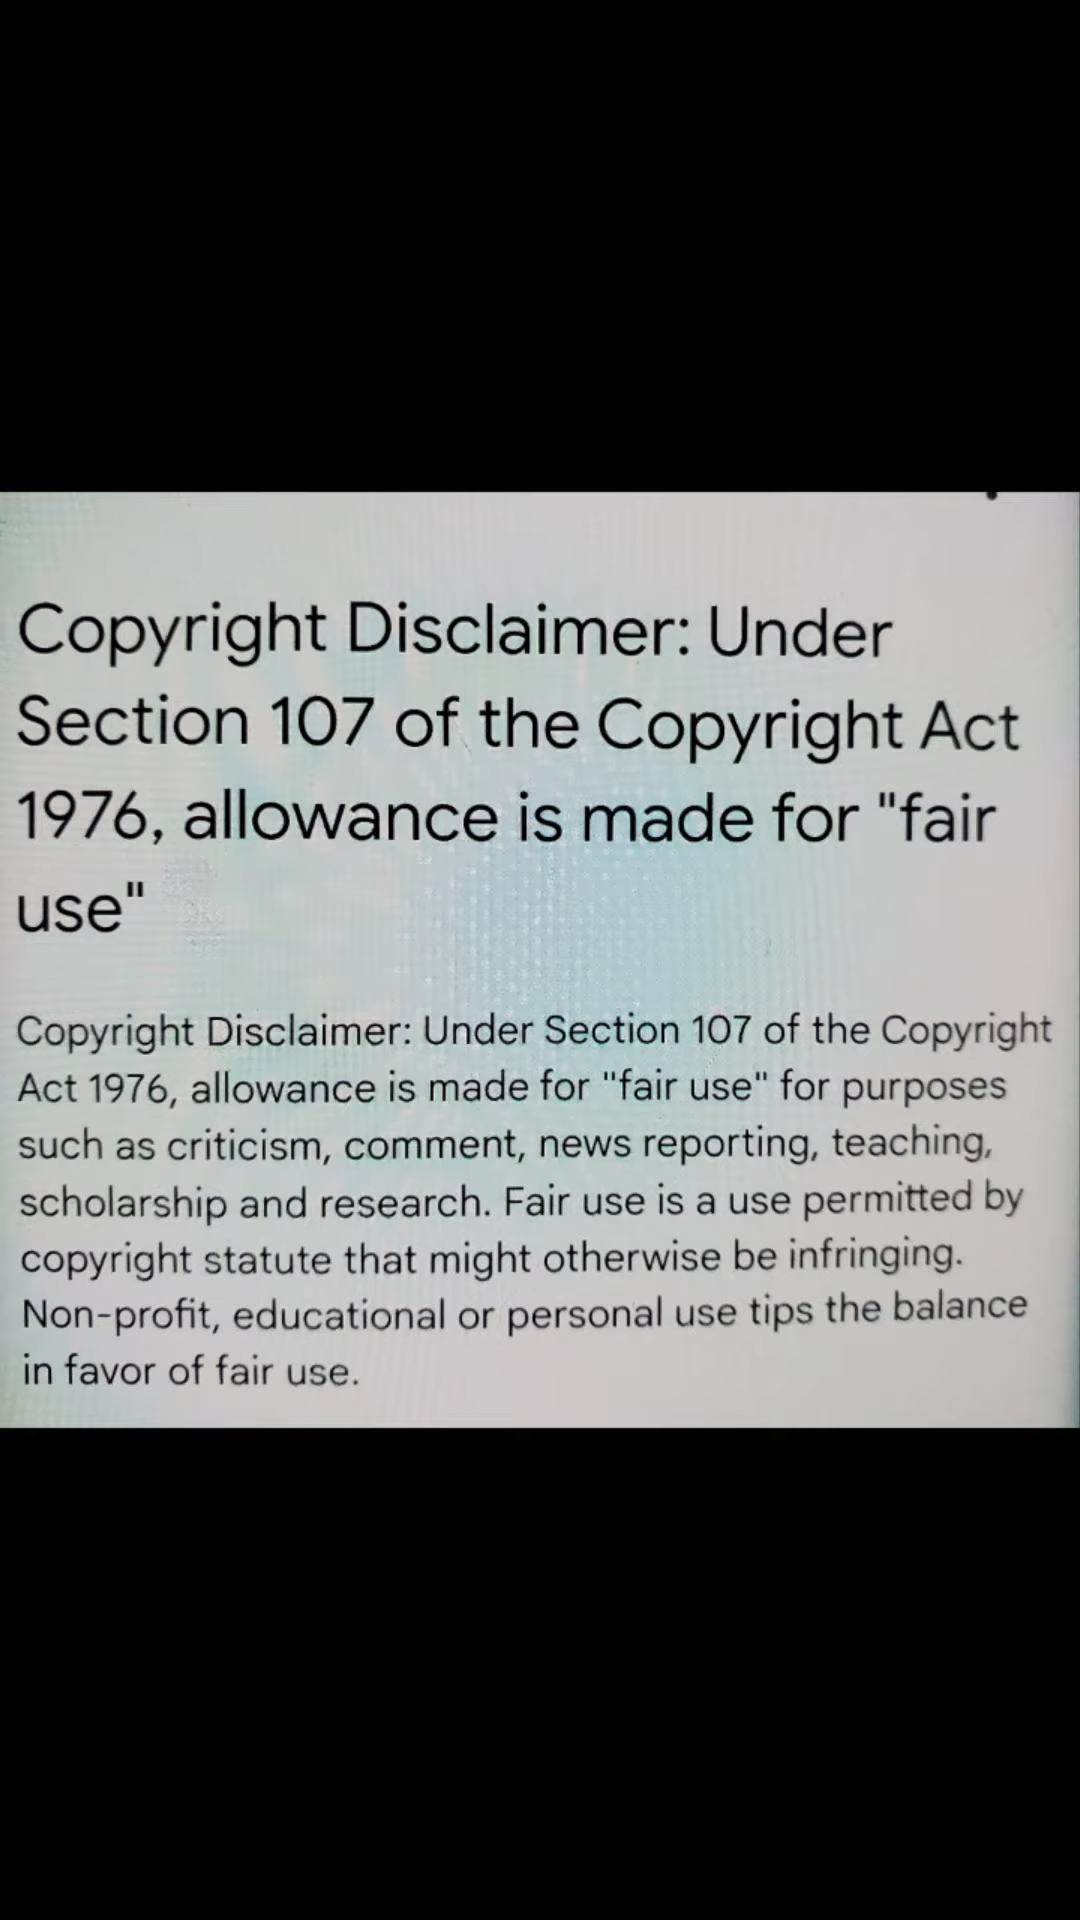 Copyright Disclaimer: Under
Section 107 of the Copyright Act
1976, allowance is made for "fair
use"
Copyright Disclaimer: Under Section 107 of the Copyright
Act 1976, allowance is made for "fair use" for purposes
such as criticism, comment, news reporting, teaching,
scholarship and research. Fair use is a use permitted by
copyright statute that might otherwise be infringing.
Non-profit, educational or personal use tips the balance
in favor of fair use.